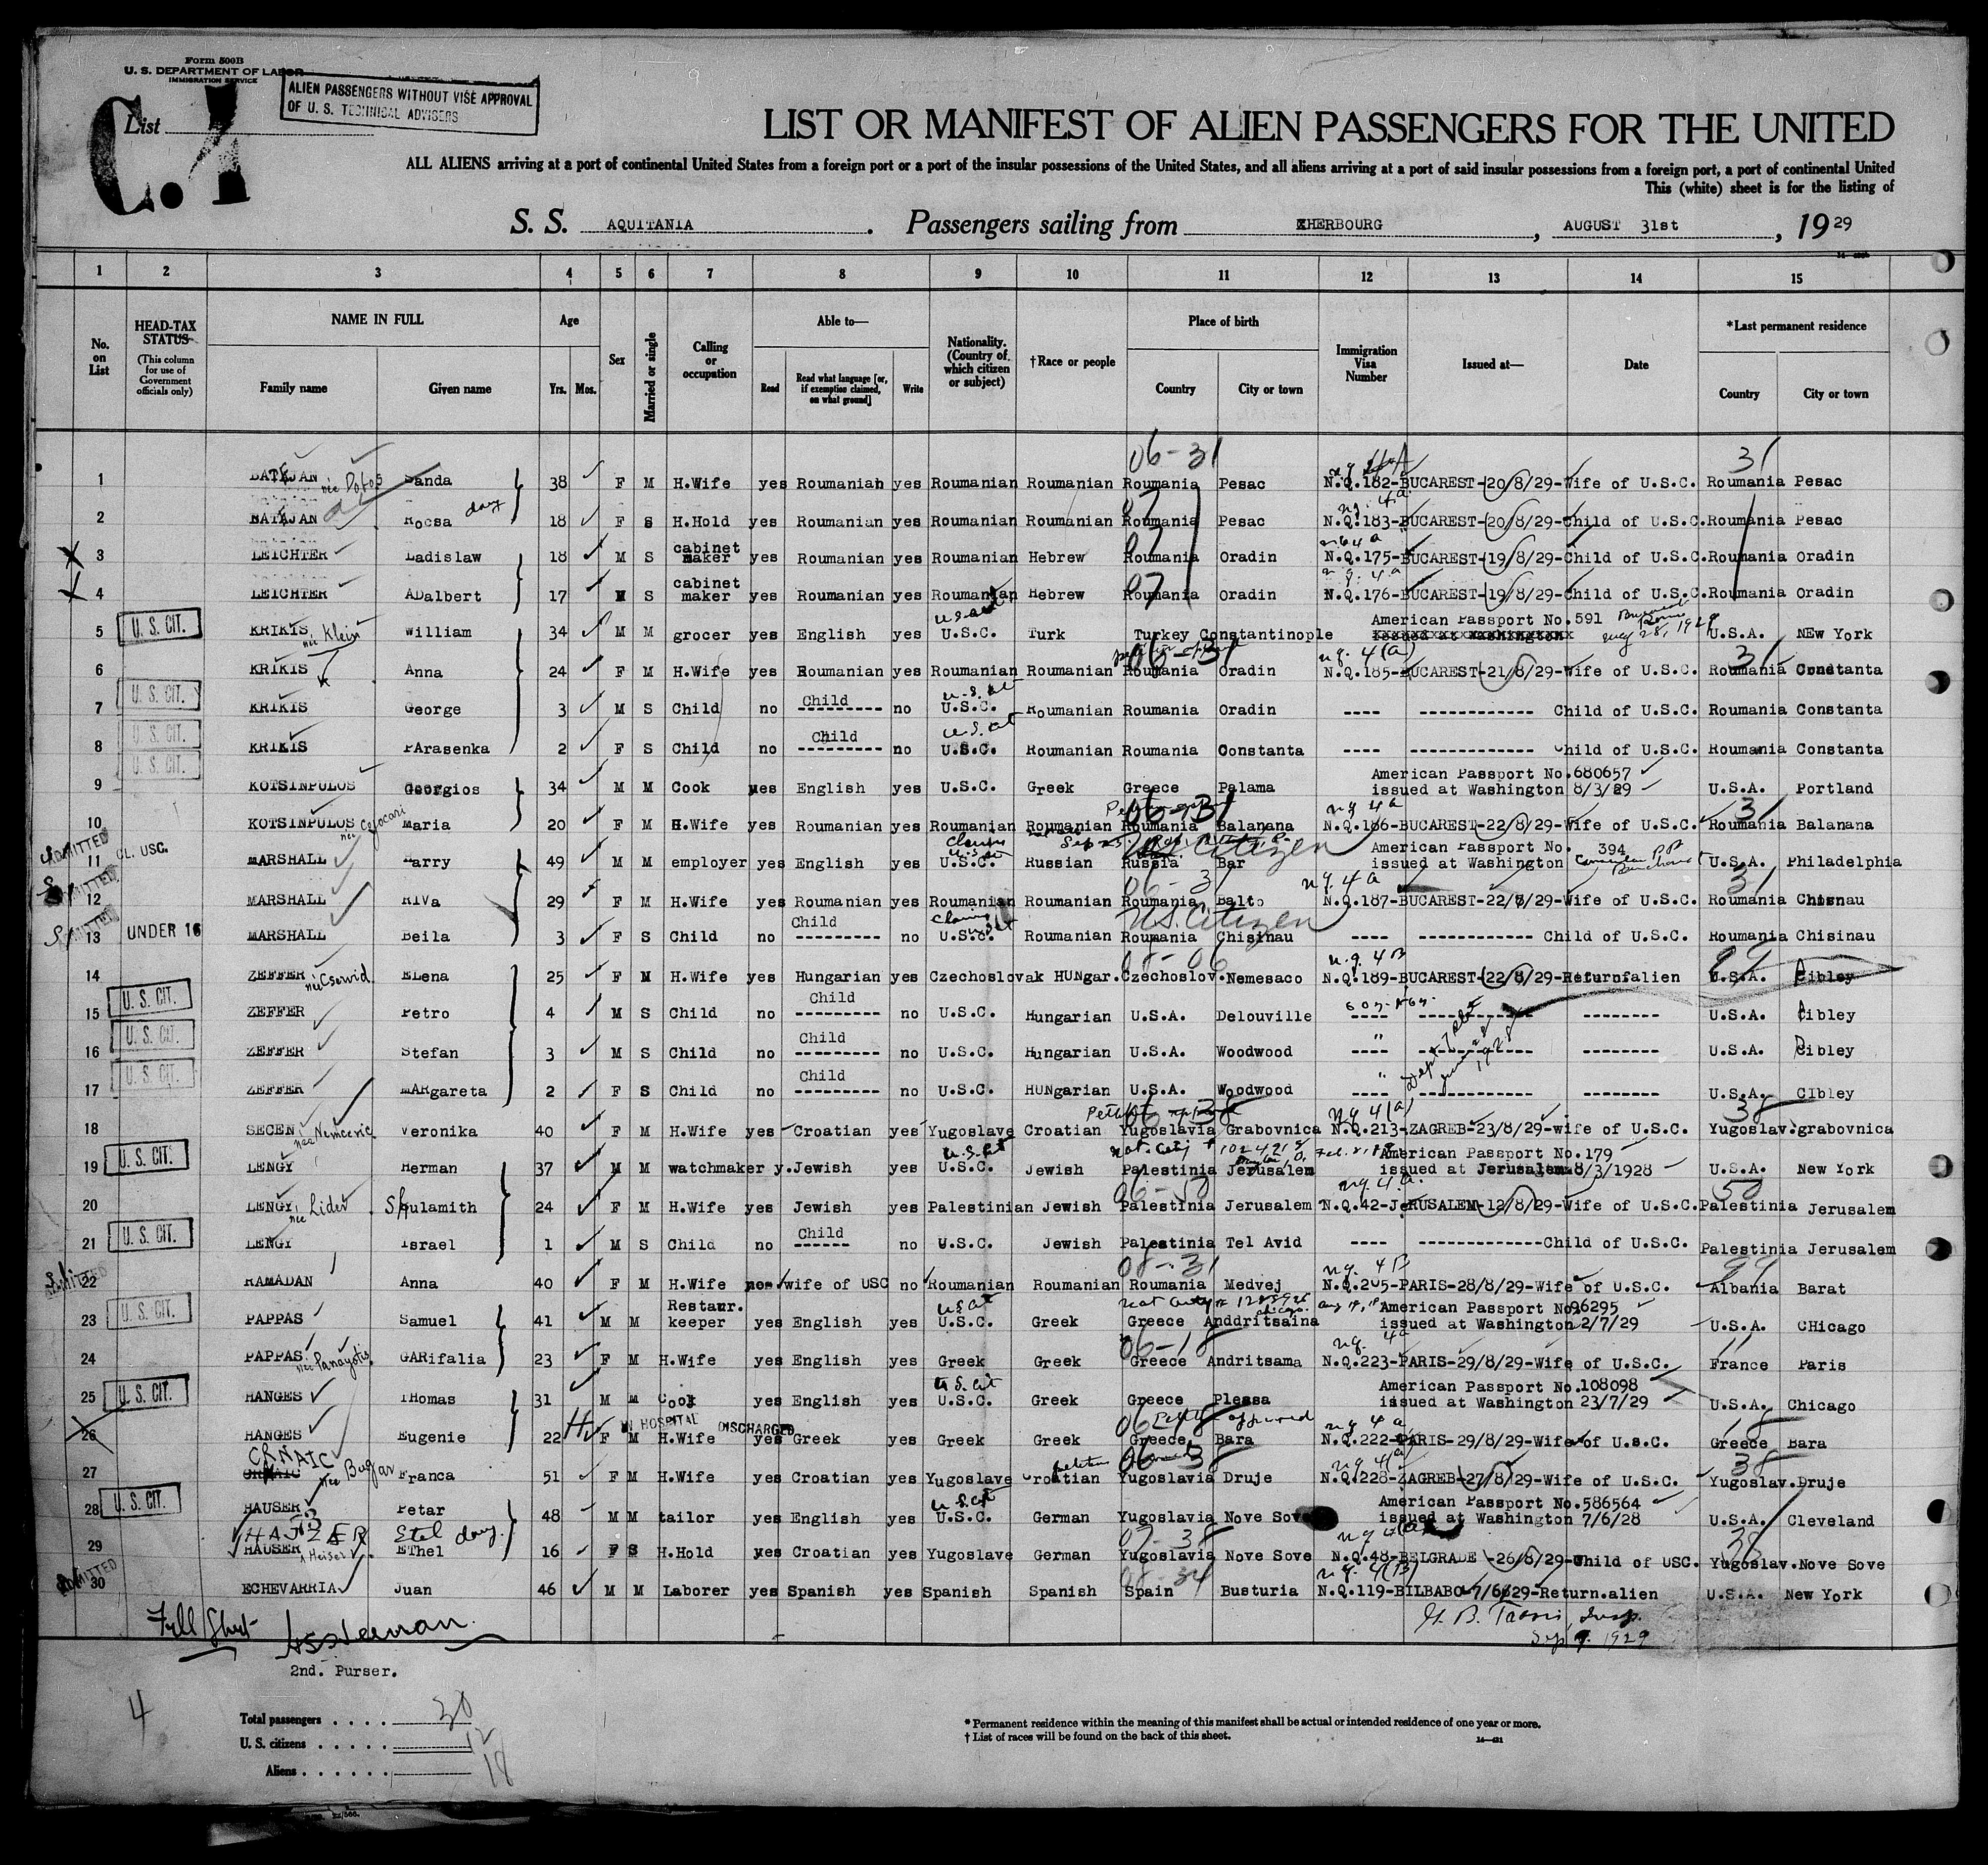 Form 500B
U. S. DEPARTMENT OF LABOR
IMMIGRATION SERVICE
ALIEN PASSENGERS WITHOUT VISÉ APPROVAL
OF U. S. TECHNICAL ADVISERS
List
LIST OR MANIFEST OF ALIEN PASSENGERS FOR THE UNITED
ALL ALIENS arriving at a port of continental United States from a foreign port or a port of the insular possessions of the United States, and all aliens arriving at a port of said insular possessions from a foreign port, a port of continental United
This (white) sheet is for the listing of
S. S. AQUITANIA. Passengers sailing from CHERBOURG, AUGUST 31st, 1929
1 2 3 4 5 6 7 8 9 10 11 12 13 14 15
No. on List
HEAD-TAX STATUS (This column for use of Government officials only)
NAME IN FULL Family name Given name
Age Yrs. Mos.
Sex
Married or single
Calling or occupation
Able to— Read Read what language [or, if exemption claimed, on what ground] Write
Nationality. (Country of which citizen or subject)
†Race or people
Place of birth Country City or town
Immigration Visa Number
Issued at—
Date
*Last permanent residence Country City or town
1 BATEJAN Sanda 38 F M H.Wife yes Roumanian yes Roumanian Roumanian Roumania Pesac N.Q.182-BUCAREST-20/8/29-Wife of U.S.C. Roumania Pesac
2 BATEJAN Rocsa 18 F S H.Hold yes Roumanian yes Roumanian Roumanian Roumania Pesac N.Q.183-BUCAREST-20/8/29-Child of U.S.C. Roumania Pesac
3 LEICHTER Ladislaw 18 M S cabinet maker yes Roumanian yes Roumanian Hebrew Roumania Oradin N.Q.175-BUCAREST-19/8/29-Child of U.S.C. Roumania Oradin
4 LEICHTER ADalbert 17 M S cabinet maker yes Roumanian yes Roumanian Hebrew Roumania Oradin N.Q.176-BUCAREST-19/8/29-Child of U.S.C. Roumania Oradin
U. S. CIT. 5 KRIKIS William 34 M M grocer yes English yes U.S.C. Turk Turkey Constantinople American Passport No.591 U.S.A. NEw York
née Klein
6 KRIKIS Anna 24 F M H.Wife yes Roumanian yes Roumanian Roumanian Roumania Oradin N.Q.185-BUCAREST-21/8/29-Wife of U.S.C. Roumania Constanta
U. S. CIT. 7 KRIKIS George 3 M S Child no Child no U.S.C. Roumanian Roumania Oradin ---- Child of U.S.C. Roumania Constanta
U. S. CIT. 8 KRIKIS PArasenka 2 F S Child no Child no U.S.C. Roumanian Roumania Constanta ---- Child of U.S.C. Roumania Constanta
U. S. CIT. 9 KOTSINPULOS Georgios 34 M M Cook yes English yes U.S.C. Greek Greece Palama American Passport No.680657 issued at Washington 8/3/29 U.S.A. Portland
10 KOTSINPULOS Maria 20 F M H.Wife yes Roumanian yes Roumanian Roumanian Roumania Balanana N.Q.186-BUCAREST-22/8/29-Wife of U.S.C. Roumania Balanana
ADMITTED CL. USC. 11 MARSHALL Harry 49 M M employer yes English yes U.S.C. Russian Russia Bar US Citizen American Passport No. 394 issued at Washington U.S.A. Philadelphia
ADMITTED 12 MARSHALL RIVa 29 F M H.Wife yes Roumanian yes Roumanian Roumanian Roumania Balto N.Q.187-BUCAREST-22/8/29-Wife of U.S.C. Roumania Chisnau
ADMITTED UNDER 16 13 MARSHALL Beila 3 F S Child no Child no U.S.C. Roumanian Roumania Chisinau US Citizen ---- Child of U.S.C. Roumania Chisinau
14 ZEFFER ELena 25 F M H.Wife yes Hungarian yes Czechoslovak HUNgar. Czechoslov. Nemesaco N.Q.189-BUCAREST-22/8/29-Return alien U.S.A. Cibley
U. S. CIT. 15 ZEFFER Petro 4 M S Child no Child no U.S.C. Hungarian U.S.A. Delouville ---- U.S.A. Cibley
U. S. CIT. 16 ZEFFER Stefan 3 M S Child no Child no U.S.C. Hungarian U.S.A. Woodwood ---- U.S.A. Cibley
U. S. CIT. 17 ZEFFER MARgareta 2 F S Child no Child no U.S.C. HUNgarian U.S.A. Woodwood ---- U.S.A. CIbley
18 SECEN née Nemcenic Veronika 40 F M H.Wife yes Croatian yes Yugoslave Croatian Yugoslavia Grabovnica N.Q.213-ZAGREB-23/8/29-wife of U.S.C. Yugoslav.grabovnica
U. S. CIT. 19 LENGY Herman 37 M M watchmaker y.Jewish yes U.S.C. Jewish Palestinia Jerusalem American Passport No.179 issued at Jerusalem 8/3/1928 U.S.A. New York
20 LENGY née Lider Shulamith 24 F M H.Wife yes Jewish yes Palestinian Jewish Palestinia Jerusalem N.Q.42-JeRUSALEM-12/8/29-Wife of U.S.C. Palestinia Jerusalem
U. S. CIT. 21 LENGY Israel 1 M S Child no Child no U.S.C. Jewish Palestinia Tel Avid ---- Child of U.S.C. Palestinia Jerusalem
22 RAMADAN Anna 40 F M H.Wife no wife of USC no Roumanian Roumanian Roumania Medvej N.Q.205-PARIS-28/8/29-Wife of U.S.C. Albania Barat
U. S. CIT. 23 PAPPAS Samuel 41 M M Restaur. keeper yes English yes U.S.C. Greek Greece Anddritsaina American Passport No96295 issued at Washington 2/7/29 U.S.A. CHicago
24 PAPPAS née Panayotis GARifalia 23 F M H.Wife yes English yes Greek Greek Greece Andritsama N.Q.223-PARIS-29/8/29-Wife of U.S.C. France Paris
U. S. CIT. 25 HANGES THomas 31 M M Cook yes English yes U.S.C. Greek Greece Plessa American Passport No.108098 issued at Washington 23/7/29 U.S.A. Chicago
26 HANGES Eugenie 22 F M IN HOSPITAL DISCHARGED H.Wife yes Greek yes Greek Greek Greece Bara N.Q.222-PARIS-29/8/29-Wife of U.S.C. Greece Bara
CRNAIC
27 Franca 51 F M H.Wife yes Croatian yes Yugoslave Croatian Yugoslavia Druje N.Q.228-ZAGREB-27/8/29-Wife of U.S.C. Yugoslav.Druje
U. S. CIT. 28 HAUSER Petar 48 M M tailor yes English yes U.S.C. German Yugoslavia Nove Sov American Passport No.586564 issued at Washington 7/6/28 U.S.A. Cleveland
Etel
29 HAUSER EThel 16 F S H.Hold yes Croatian yes Yugoslave German Yugoslavia Nove Sove N.Q.48-BELGRADE -26/8/29-Child of USC. Yugoslav.Nove Sove
ADMITTED 30 ECHEVARRIA Juan 46 M M Laborer yes Spanish yes Spanish Spanish Spain Busturia N.Q.119-BILBAO-7/6/29-Return.alien U.S.A. New York
Full Sheet
Sept 7. 1929
2nd. Purser.
4
Total passengers . . . . 30
U. S. citizens . . . . . 12
Aliens . . . . . . 18
* Permanent residence within the meaning of this manifest shall be actual or intended residence of one year or more.
† List of races will be found on the back of this sheet.